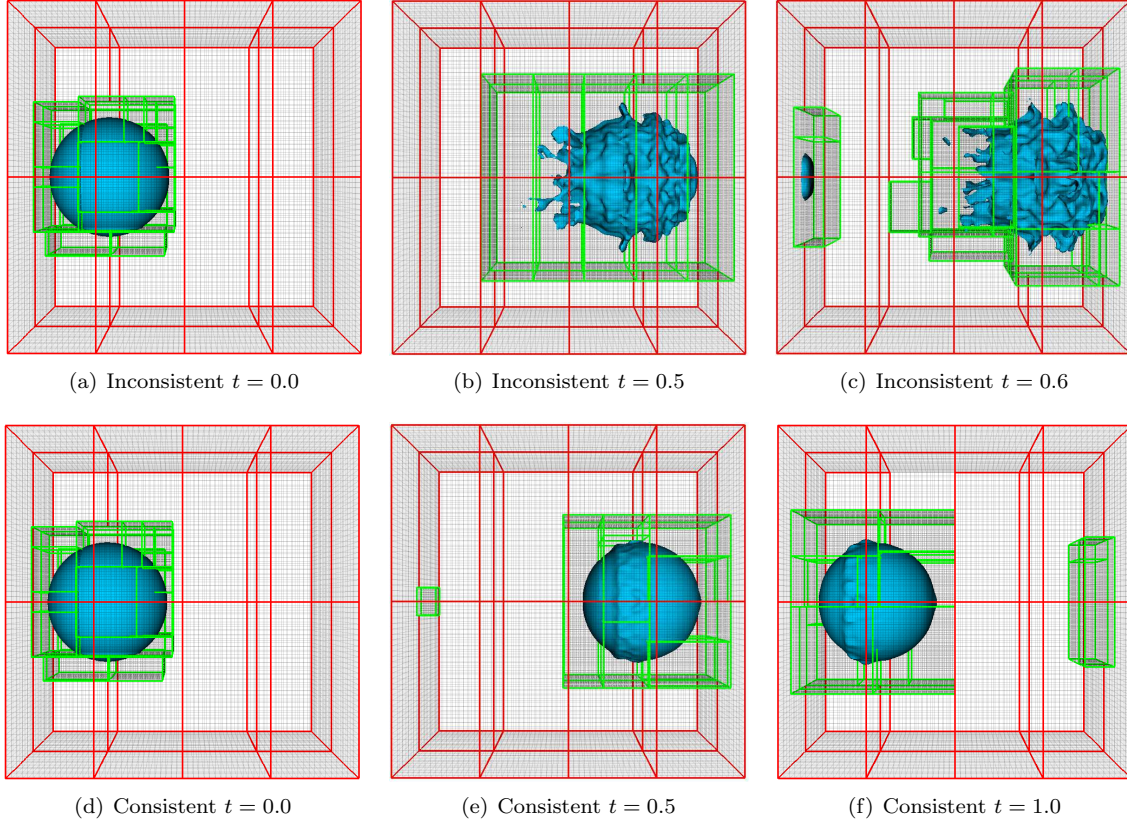 (a) Inconsistent t = 0.0
(b) Inconsistent t = 0.5
(c) Inconsistent t = 0.6
(d) Consistent t = 0.0
(e) Consistent t = 0.5
(f) Consistent t = 1.0